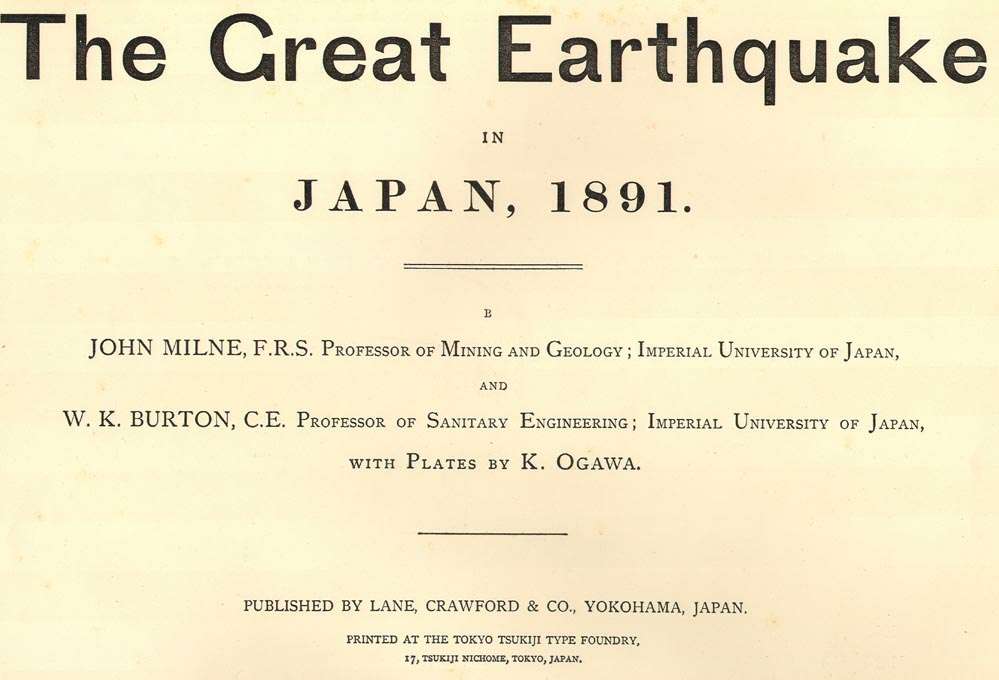 The Great Earthquake
IN
JAPAN, 1891.
B
JOHN MILNE, F.R.S. PROFESSOR OF MINING AND GEOLOGY; IMPERIAL UNIVERSITY OF JAPAN,
AND
W. K. BURTON, C.E. PROFESSOR OF SANITARY ENGINEERING; IMPERIAL UNIVERSITY OF JAPAN,
WITH PLATES BY K. OGAWA.
PUBLISHED BY LANE, CRAWFORD & CO., YOKOHAMA, JAPAN.
PRINTED AT THE TOKYO TSUKIJI TYPE FOUNDRY,
17, TSUKIJI NICHOME, TOKYO, JAPAN.